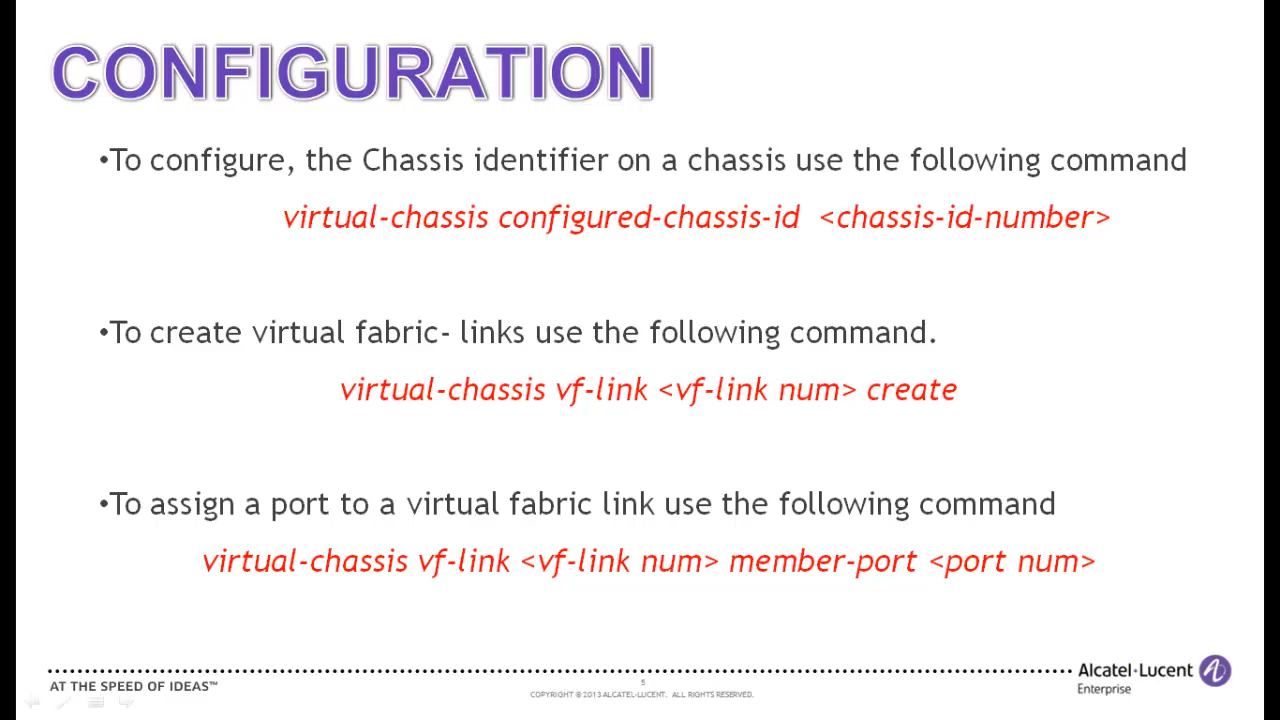 CONFIGURATION
•To configure, the Chassis identifier on a chassis use the following command
virtual-chassis configured-chassis-id <chassis-id-number>
•To create virtual fabric- links use the following command.
virtual-chassis vf-link <vf-link num> create
•To assign a port to a virtual fabric link use the following command
virtual-chassis vf-link <vf-link num> member-port <port num>
AT THE SPEED OF IDEAS™
5
COPYRIGHT © 2013 ALCATEL-LUCENT. ALL RIGHTS RESERVED.
Alcatel·Lucent
Enterprise